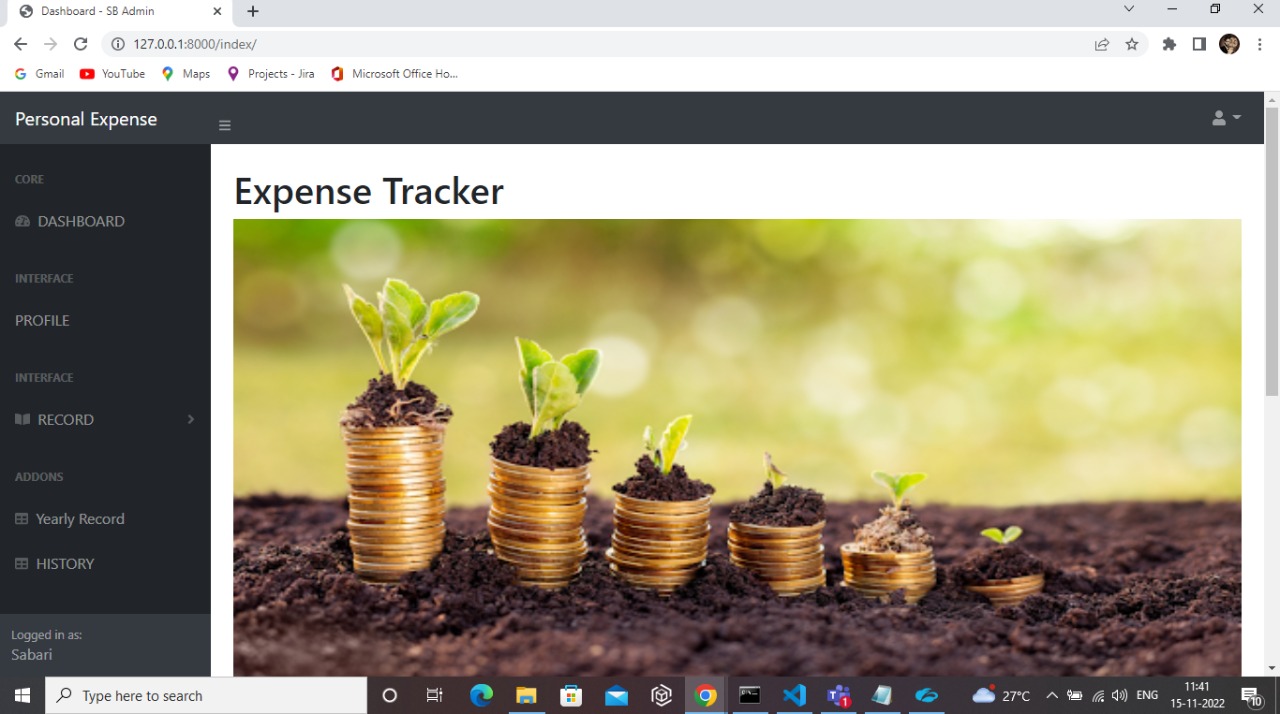 Dashboard - SB Admin
127.0.0.1:8000/index/
Gmail
YouTube
Maps
Projects - Jira
Microsoft Office Ho...
Personal Expense
CORE
DASHBOARD
INTERFACE
PROFILE
INTERFACE
RECORD
ADDONS
Yearly Record
HISTORY
Logged in as:
Sabari
Expense Tracker
Type here to search
1
27°C
ENG
11:41
15-11-2022
10